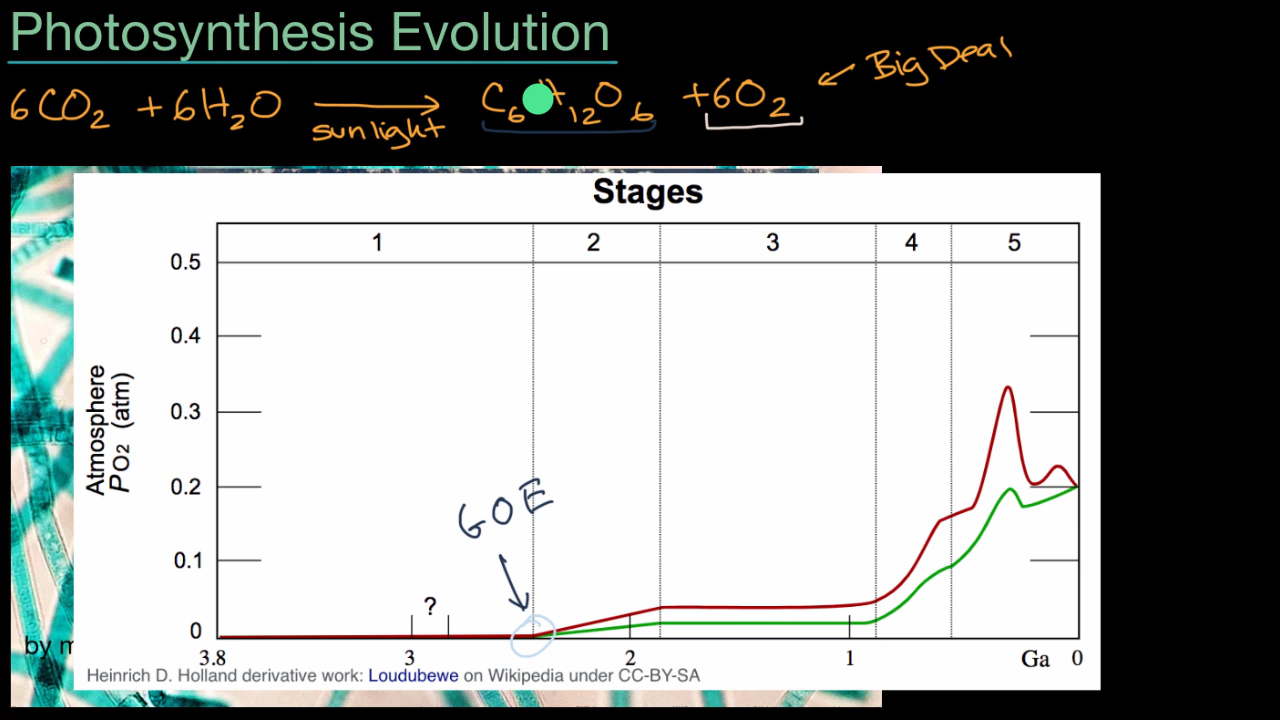 Photosynthesis Evolution
6CO2 + 6H2O sunlight C6H12O6 + 6O2 Big Deal
Stages
1 2 3 4 5
0.5
0.4
0.3
0.2
0.1
0
Atmosphere
PO2 (atm)
GOE
?
by m
3.8 3 2 1 Ga 0
Heinrich D. Holland derivative work: Loudubewe on Wikipedia under CC-BY-SA